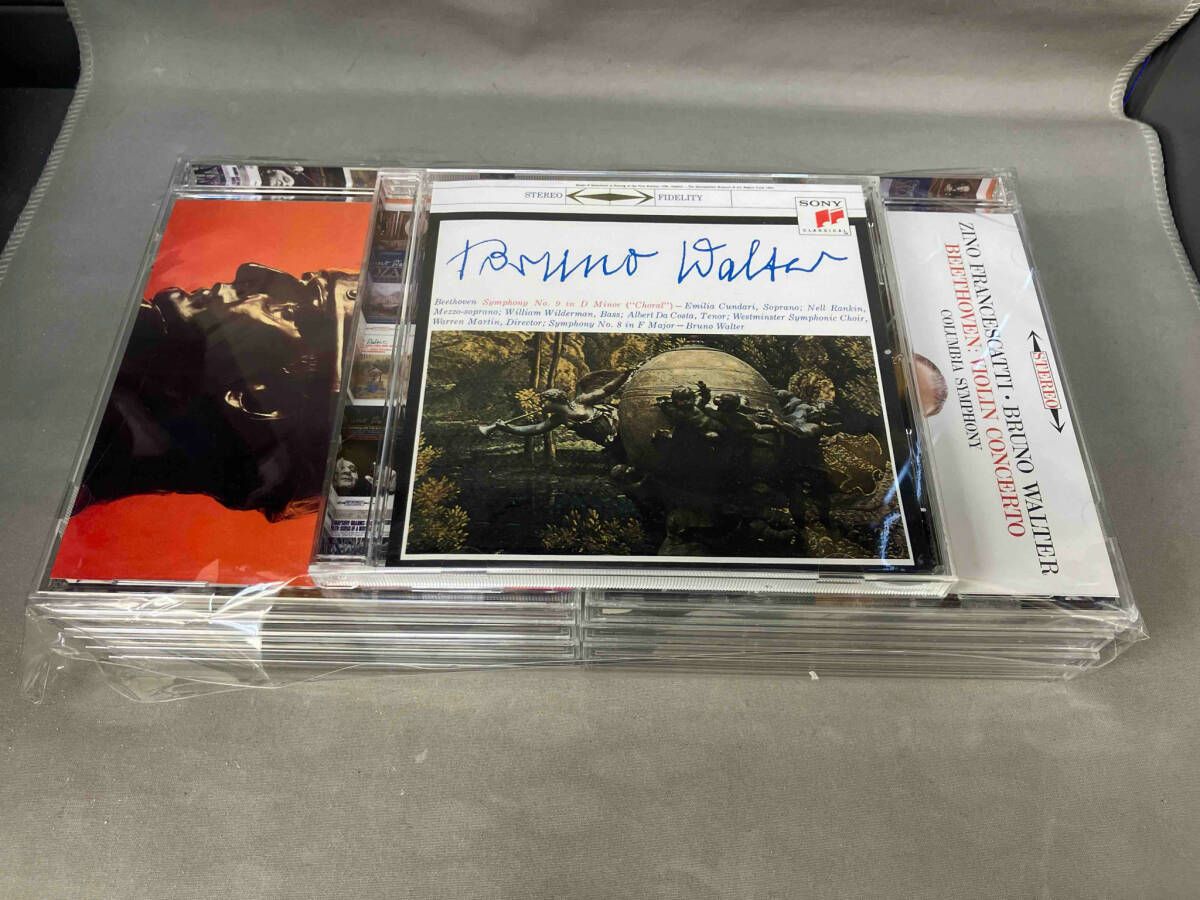 STEREO FIDELITY
SONY
CLASSICAL
Bruno Walter
Beethoven Symphony No. 9 in D Minor ("Choral")—Emilia Cundari, Soprano; Nell Rankin,
Mezzo-soprano; William Wilderman, Bass; Albert Da Costa, Tenor; Westminster Symphonic Choir,
Warren Martin, Director; Symphony No. 8 in F Major—Bruno Walter
STEREO
ZINO FRANCESCATTI · BRUNO WALTER
BEETHOVEN: VIOLIN CONCERTO
COLUMBIA SYMPHONY